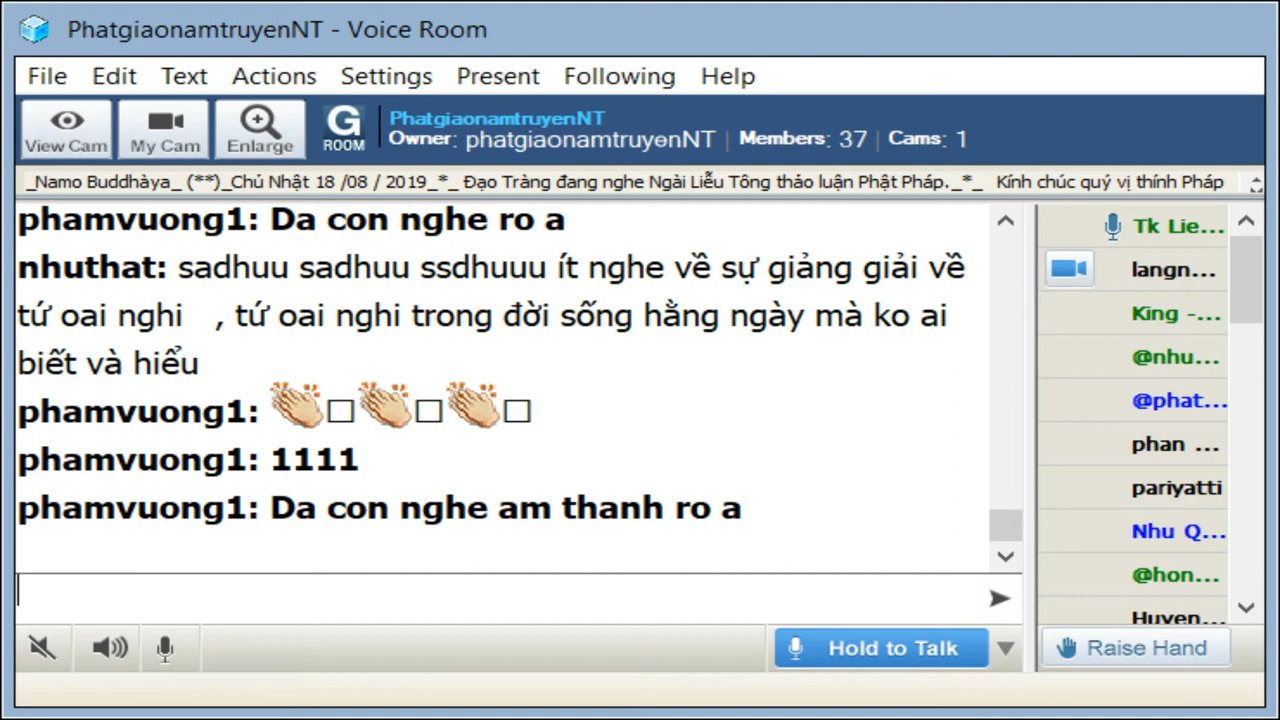 PhatgiaonamtruyenNT - Voice Room
File Edit Text Actions Settings Present Following Help
View Cam My Cam Enlarge G ROOM
PhatgiaonamtruyenNT
Owner: phatgiaonamtruyenNT | Members: 37 | Cams: 1
_Namo Buddhàya_ (**)_Chủ Nhật 18 /08 / 2019_*_ Đạo Tràng đang nghe Ngài Liễu Tông thảo luận Phật Pháp._*_ Kính chúc quý vị thính Pháp
phamvuong1: Da con nghe ro a
nhuthat: sadhuu sadhuu ssdhuuu ít nghe về sự giảng giải về
tứ oai nghi , tứ oai nghi trong đời sống hằng ngày mà ko ai
biết và hiểu
phamvuong1: 👏□👏□👏□
phamvuong1: 1111
phamvuong1: Da con nghe am thanh ro a
Tk Lie...
langn...
King -...
@nhu...
@phat...
phan ...
pariyatti
Nhu Q...
@hon...
Huyen...
Hold to Talk
Raise Hand